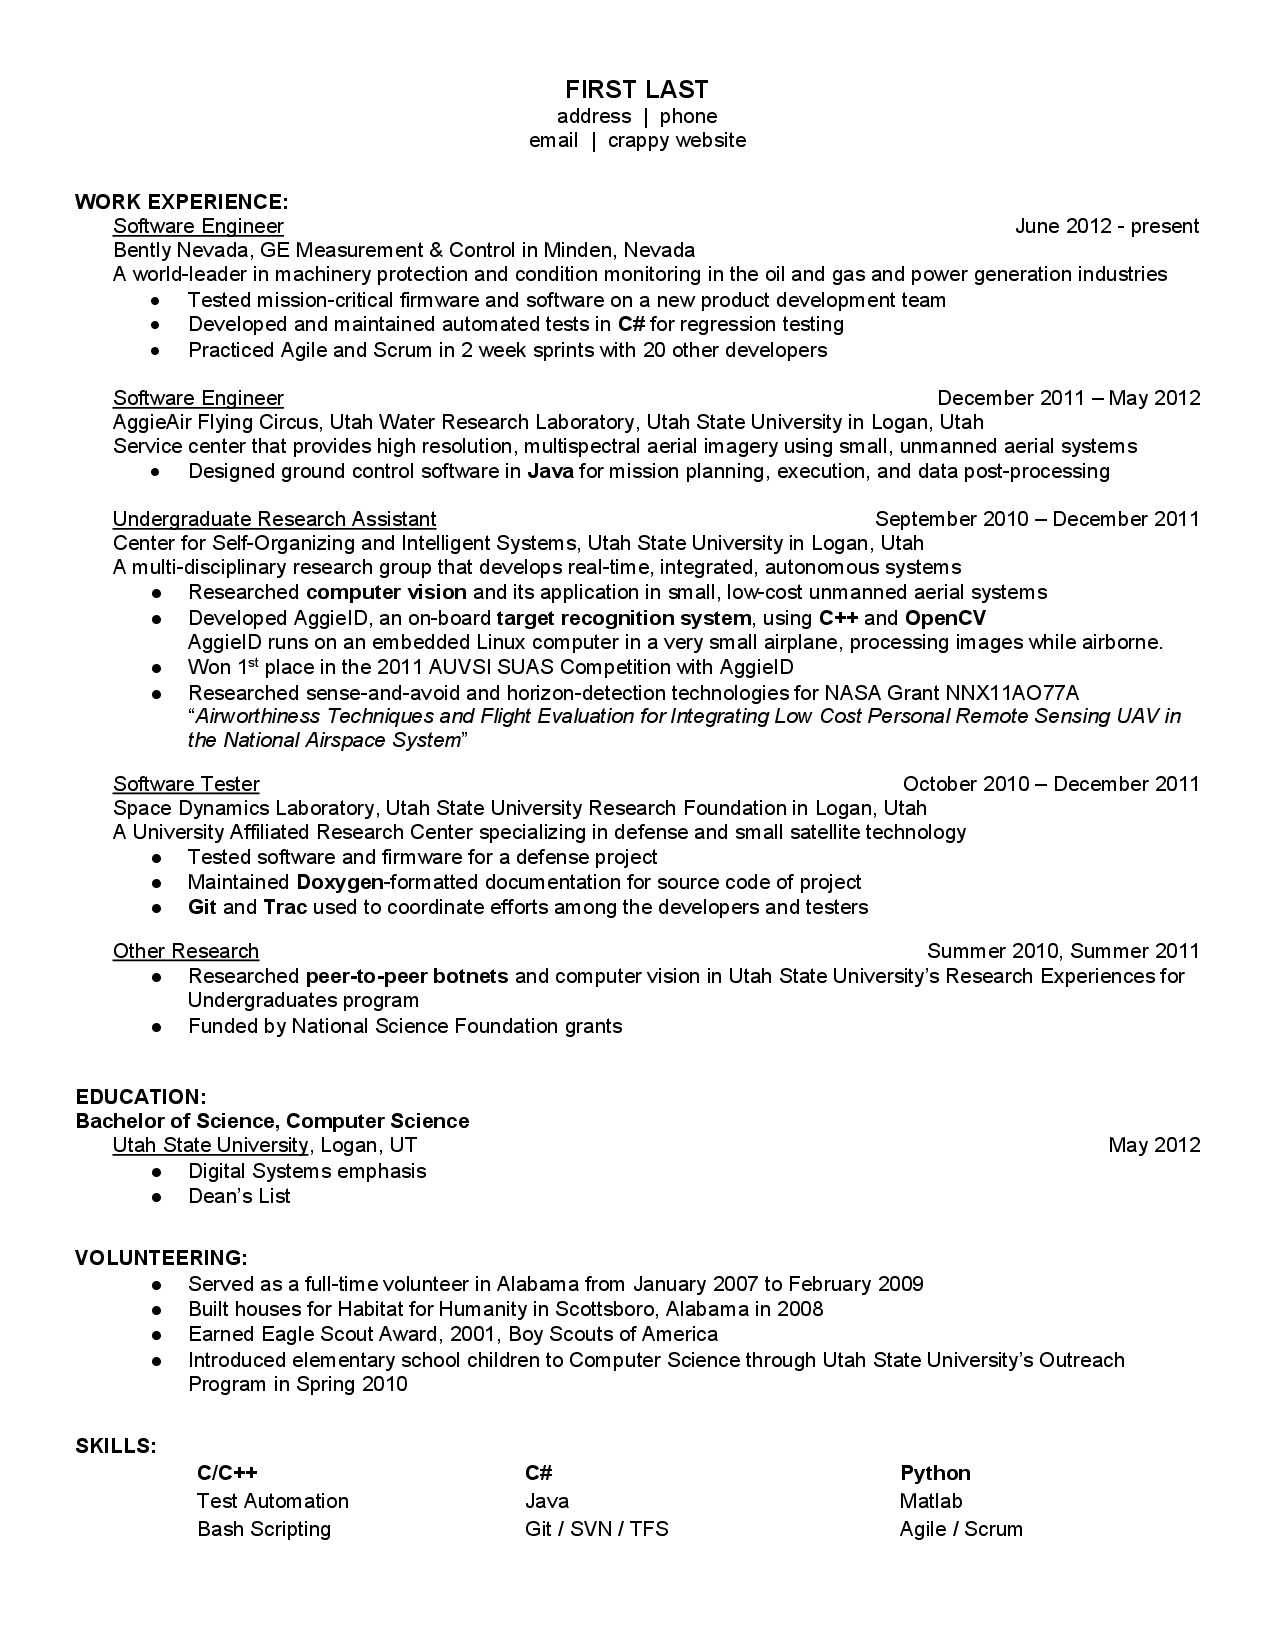 FIRST LAST
address | phone
email | crappy website
WORK EXPERIENCE:
Software Engineer June 2012 - present
Bently Nevada, GE Measurement & Control in Minden, Nevada
A world-leader in machinery protection and condition monitoring in the oil and gas and power generation industries
● Tested mission-critical firmware and software on a new product development team
● Developed and maintained automated tests in C# for regression testing
● Practiced Agile and Scrum in 2 week sprints with 20 other developers
Software Engineer December 2011 – May 2012
AggieAir Flying Circus, Utah Water Research Laboratory, Utah State University in Logan, Utah
Service center that provides high resolution, multispectral aerial imagery using small, unmanned aerial systems
● Designed ground control software in Java for mission planning, execution, and data post-processing
Undergraduate Research Assistant September 2010 – December 2011
Center for Self-Organizing and Intelligent Systems, Utah State University in Logan, Utah
A multi-disciplinary research group that develops real-time, integrated, autonomous systems
● Researched computer vision and its application in small, low-cost unmanned aerial systems
● Developed AggieID, an on-board target recognition system, using C++ and OpenCV
AggieID runs on an embedded Linux computer in a very small airplane, processing images while airborne.
● Won 1st place in the 2011 AUVSI SUAS Competition with AggieID
● Researched sense-and-avoid and horizon-detection technologies for NASA Grant NNX11AO77A
“Airworthiness Techniques and Flight Evaluation for Integrating Low Cost Personal Remote Sensing UAV in
the National Airspace System”
Software Tester October 2010 – December 2011
Space Dynamics Laboratory, Utah State University Research Foundation in Logan, Utah
A University Affiliated Research Center specializing in defense and small satellite technology
● Tested software and firmware for a defense project
● Maintained Doxygen-formatted documentation for source code of project
● Git and Trac used to coordinate efforts among the developers and testers
Other Research Summer 2010, Summer 2011
● Researched peer-to-peer botnets and computer vision in Utah State University’s Research Experiences for
Undergraduates program
● Funded by National Science Foundation grants
EDUCATION:
Bachelor of Science, Computer Science
Utah State University, Logan, UT May 2012
● Digital Systems emphasis
● Dean’s List
VOLUNTEERING:
● Served as a full-time volunteer in Alabama from January 2007 to February 2009
● Built houses for Habitat for Humanity in Scottsboro, Alabama in 2008
● Earned Eagle Scout Award, 2001, Boy Scouts of America
● Introduced elementary school children to Computer Science through Utah State University’s Outreach
Program in Spring 2010
SKILLS:
C/C++ C# Python
Test Automation Java Matlab
Bash Scripting Git / SVN / TFS Agile / Scrum